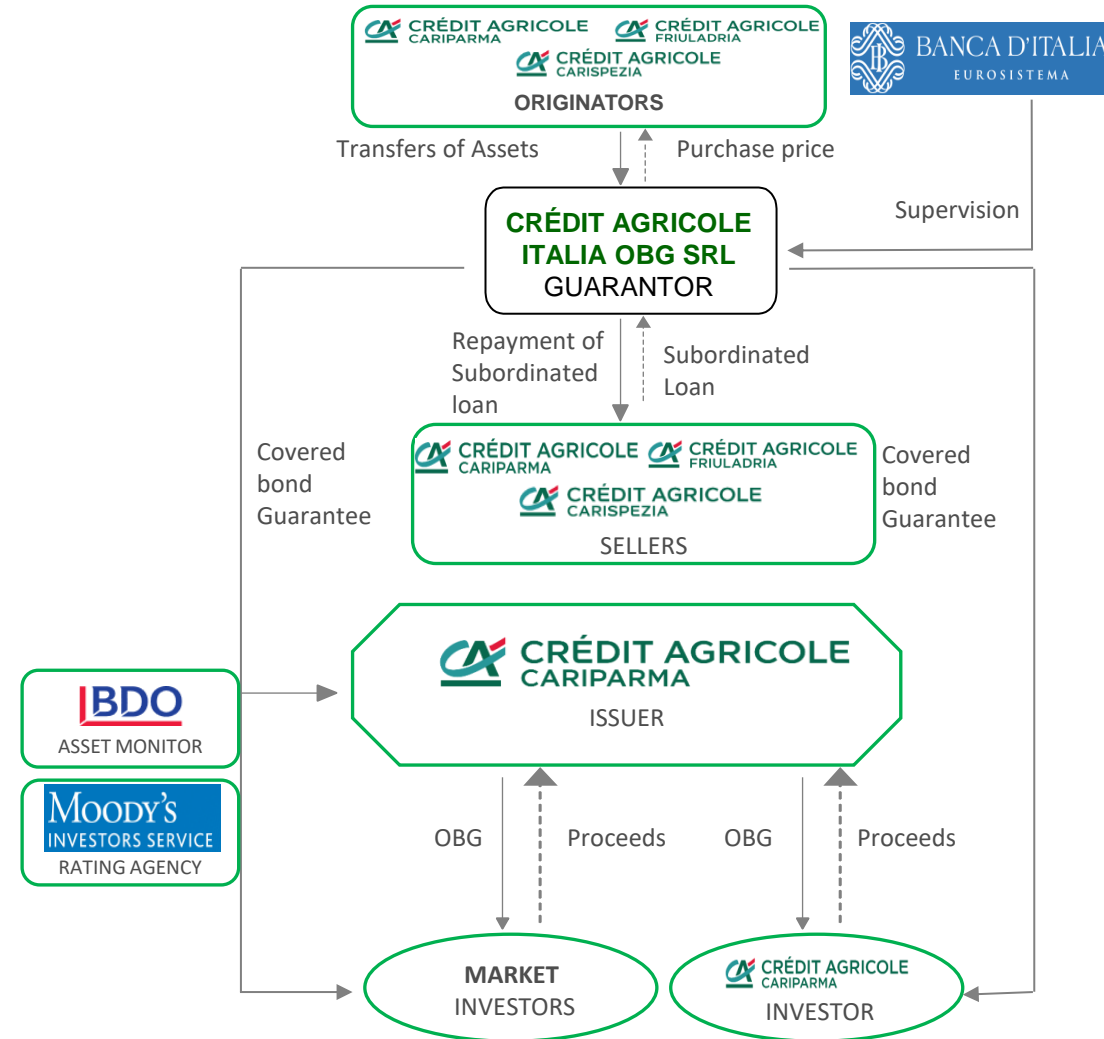 CRÉDIT AGRICOLE
CARIPARMA
CRÉDIT AGRICOLE
FRIULADRIA
CRÉDIT AGRICOLE
CARISPEZIA
ORIGINATORS
BANCA D'ITALIA
EUROSISTEMA
Transfers of Assets
Purchase price
Supervision
CRÉDIT AGRICOLE
ITALIA OBG SRL
GUARANTOR
Repayment of
Subordinated
loan
Subordinated
Loan
Covered
bond
Guarantee
CRÉDIT AGRICOLE
CARIPARMA
CRÉDIT AGRICOLE
FRIULADRIA
CRÉDIT AGRICOLE
CARISPEZIA
SELLERS
Covered
bond
Guarantee
CRÉDIT AGRICOLE
CARIPARMA
ISSUER
BDO
ASSET MONITOR
MOODY'S
INVESTORS SERVICE
RATING AGENCY
OBG
Proceeds
OBG
Proceeds
MARKET
INVESTORS
CRÉDIT AGRICOLE
CARIPARMA
INVESTOR